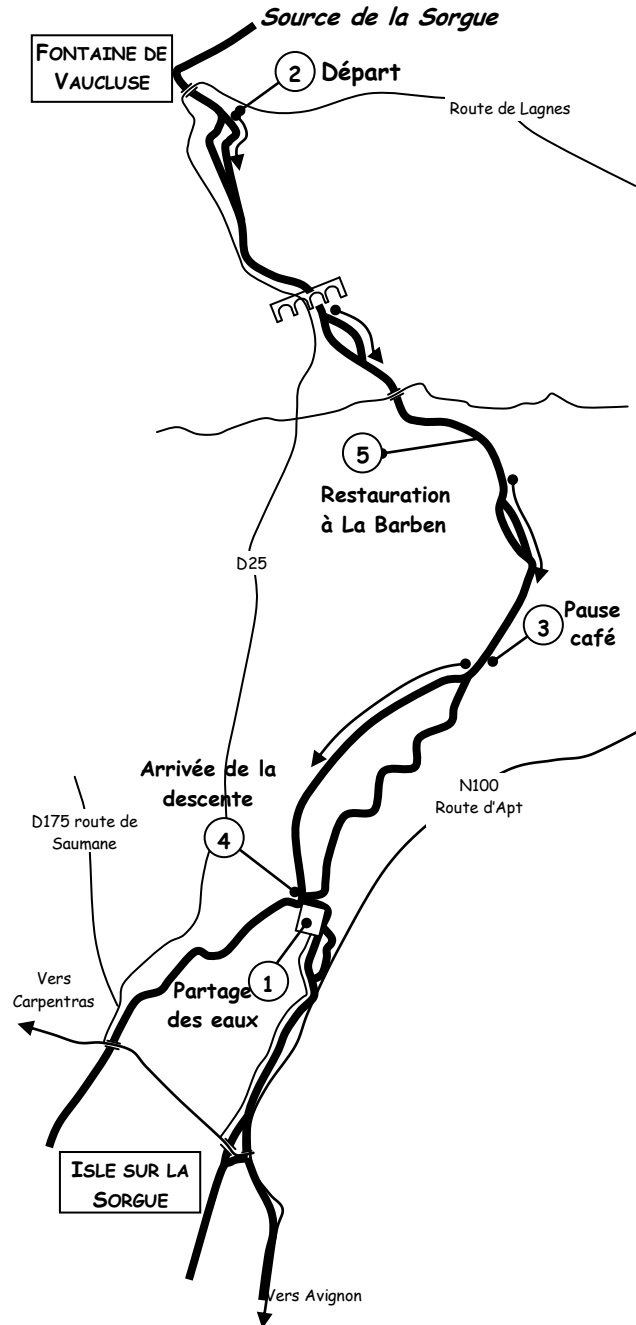 Source de la Sorgue
FONTAINE DE
VAUCLUSE
2 Départ
Route de Lagnes
5
Restauration
à La Barben
D25
3 Pause
café
Arrivée de la
descente
4
N100
Route d'Apt
D175 route de
Saumane
Vers
Carpentras
1
Partage
des eaux
ISLE SUR LA
SORGUE
Vers Avignon